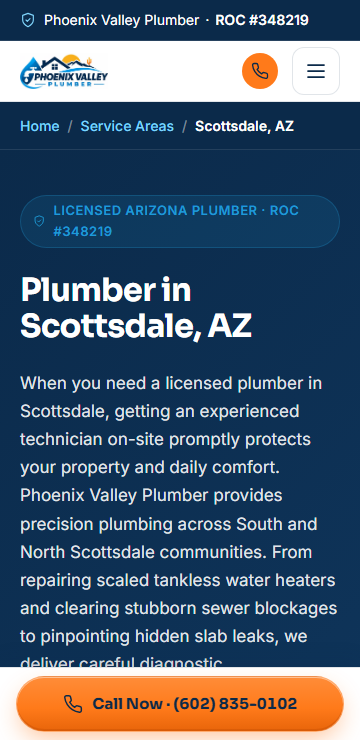 Phoenix Valley Plumber · ROC #348219
PHOENIX VALLEY
PLUMBER
Home / Service Areas / Scottsdale, AZ
LICENSED ARIZONA PLUMBER · ROC
#348219
Plumber in
Scottsdale, AZ
When you need a licensed plumber in
Scottsdale, getting an experienced
technician on-site promptly protects
your property and daily comfort.
Phoenix Valley Plumber provides
precision plumbing across South and
North Scottsdale communities. From
repairing scaled tankless water heaters
and clearing stubborn sewer blockages
to pinpointing hidden slab leaks, we
deliver careful diagnostic
Call Now · (602) 835-0102